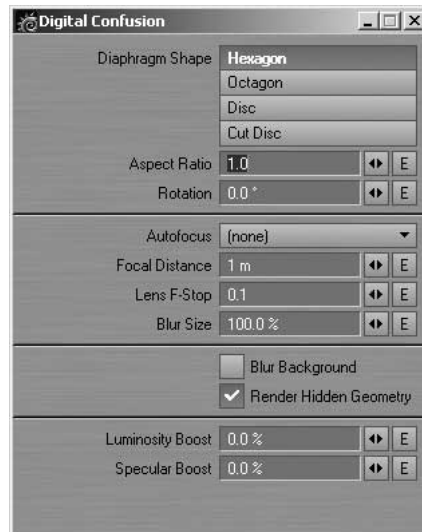 Digital Confusion
Diaphragm Shape Hexagon
Octagon
Disc
Cut Disc
Aspect Ratio 1.0 E
Rotation 0.0 ° E
Autofocus (none)
Focal Distance 1 m E
Lens F-Stop 0.1 E
Blur Size 100.0 % E
Blur Background
Render Hidden Geometry
Luminosity Boost 0.0 % E
Specular Boost 0.0 % E